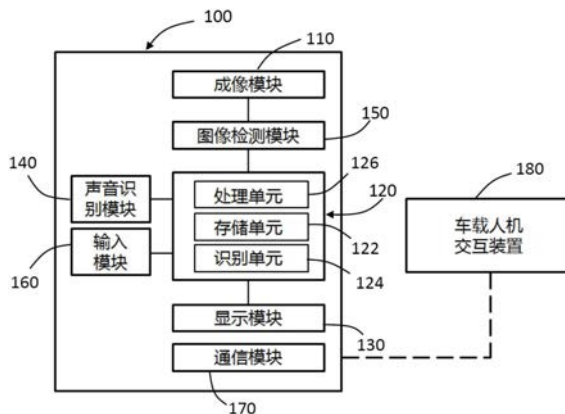 100
110
成像模块
150
图像检测模块
140
126
180
声音识
别模块
处理单元
120
车载人机
交互装置
存储单元
122
输入
模块
识别单元
124
160
显示模块
130
通信模块
170